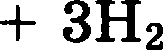 + 3H₂